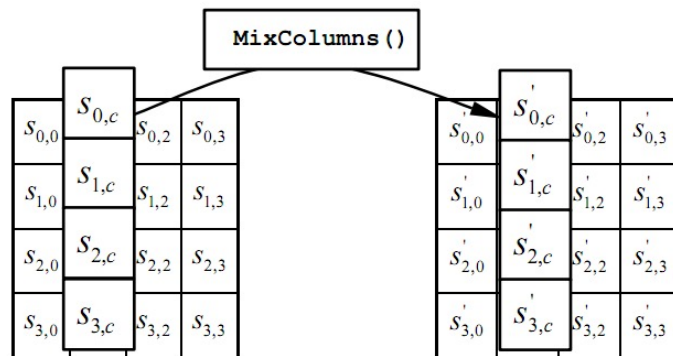 MixColumns()
s0,0 s0,c s0,2 s0,3 s'0,0 s'0,c s'0,2 s'0,3
s1,0 s1,c s1,2 s1,3 s'1,0 s'1,c s'1,2 s'1,3
s2,0 s2,c s2,2 s2,3 s'2,0 s'2,c s'2,2 s'2,3
s3,0 s3,c s3,2 s3,3 s'3,0 s'3,c s'3,2 s'3,3